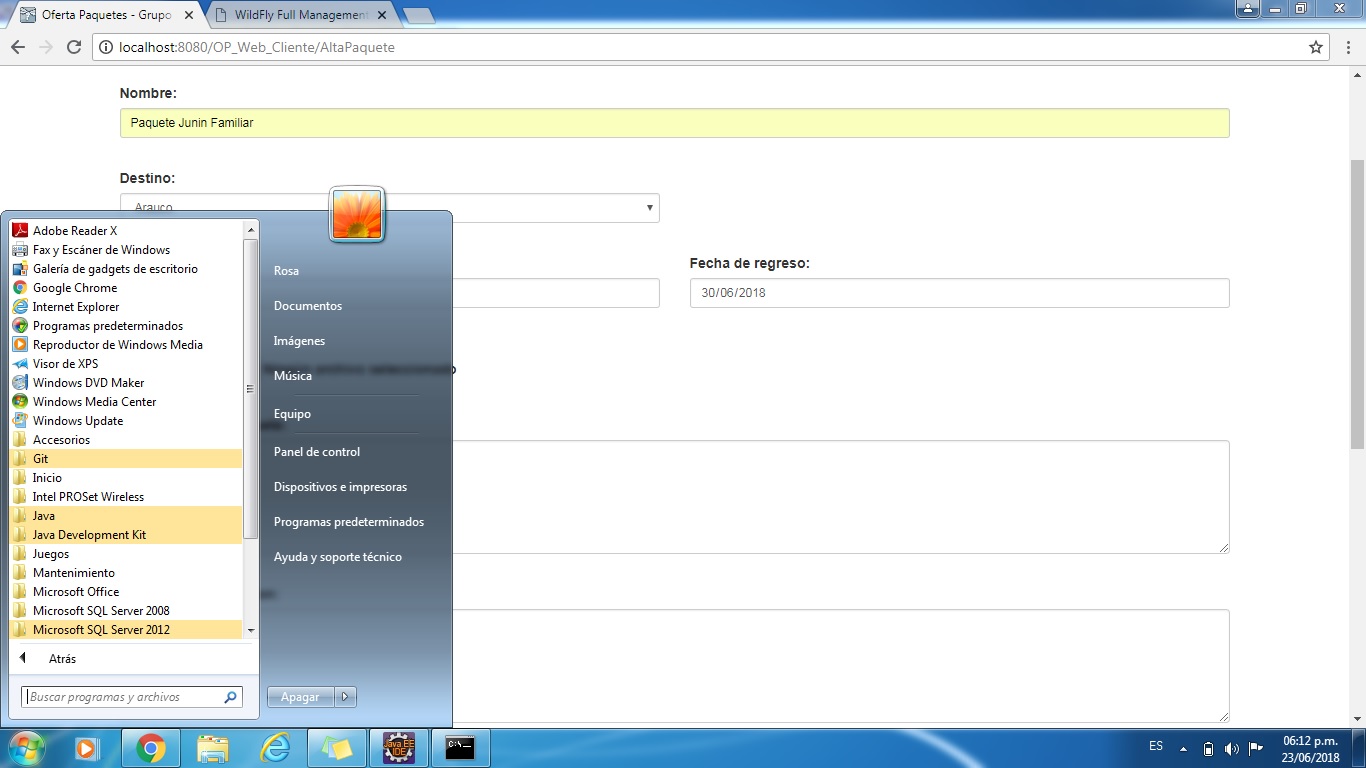 Oferta Paquetes - Grupo
WildFly Full Management
localhost:8080/OP_Web_Cliente/AltaPaquete
Nombre:
Paquete Junin Familiar
Destino:
Arauco
Fecha de regreso:
30/06/2018
Adobe Reader X
Fax y Escáner de Windows
Galería de gadgets de escritorio
Google Chrome
Internet Explorer
Programas predeterminados
Reproductor de Windows Media
Visor de XPS
Windows DVD Maker
Windows Media Center
Windows Update
Accesorios
Git
Inicio
Intel PROSet Wireless
Java
Java Development Kit
Juegos
Mantenimiento
Microsoft Office
Microsoft SQL Server 2008
Microsoft SQL Server 2012
Atrás
Buscar programas y archivos
Rosa
Documentos
Imágenes
Música
Equipo
Panel de control
Dispositivos e impresoras
Programas predeterminados
Ayuda y soporte técnico
Apagar
Java EE
IDE
C:\
ES
06:12 p.m.
23/06/2018